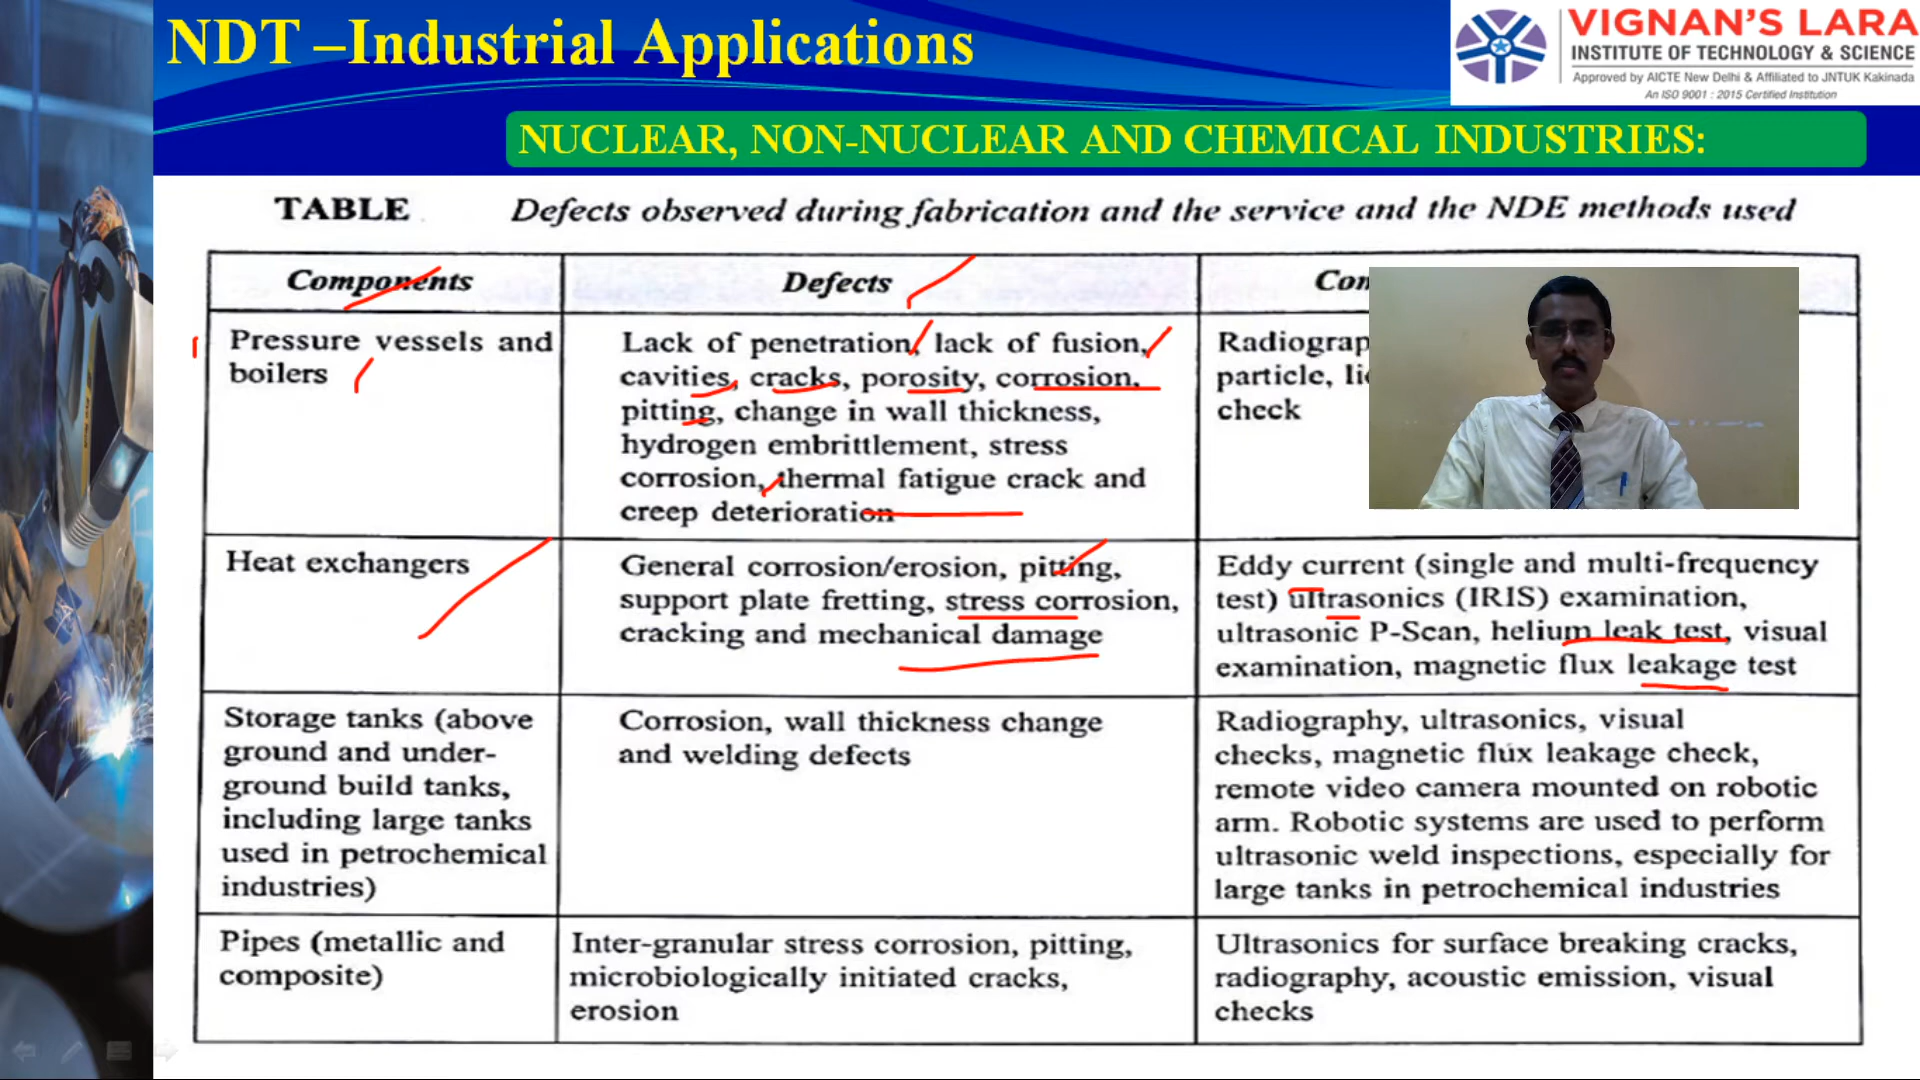 NDT –Industrial Applications
VIGNAN'S LARA
INSTITUTE OF TECHNOLOGY & SCIENCE
Approved by AICTE New Delhi & Affiliated to JNTUK Kakinada
An ISO 9001 : 2015 Certified Institution
NUCLEAR, NON-NUCLEAR AND CHEMICAL INDUSTRIES:
TABLE Defects observed during fabrication and the service and the NDE methods used
Components
Defects
Pressure vessels and
boilers
Lack of penetration, lack of fusion,
cavities, cracks, porosity, corrosion,
pitting, change in wall thickness,
hydrogen embrittlement, stress
corrosion, thermal fatigue crack and
creep deterioration
particle,
check
Heat exchangers
General corrosion/erosion, pitting,
support plate fretting, stress corrosion,
cracking and mechanical damage
Eddy current (single and multi-frequency
test) ultrasonics (IRIS) examination,
ultrasonic P-Scan, helium leak test, visual
examination, magnetic flux leakage test
Storage tanks (above
ground and under-
ground build tanks,
including large tanks
used in petrochemical
industries)
Corrosion, wall thickness change
and welding defects
Radiography, ultrasonics, visual
checks, magnetic flux leakage check,
remote video camera mounted on robotic
arm. Robotic systems are used to perform
ultrasonic weld inspections, especially for
large tanks in petrochemical industries
Pipes (metallic and
composite)
Inter-granular stress corrosion, pitting,
microbiologically initiated cracks,
erosion
Ultrasonics for surface breaking cracks,
radiography, acoustic emission, visual
checks